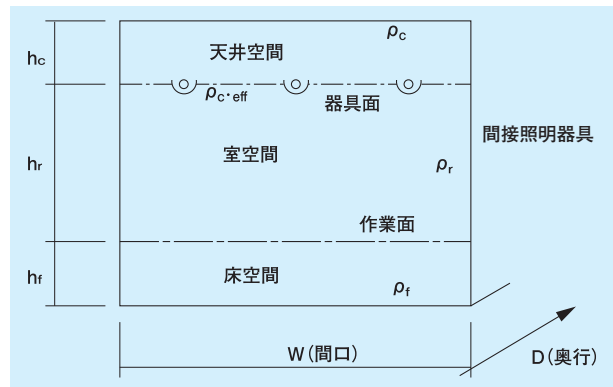 ρc
hc
天井空間
ρc・eff
器具面
間接照明器具
室空間
hr
ρr
作業面
hf
床空間
ρf
W(間口)
D(奥行)